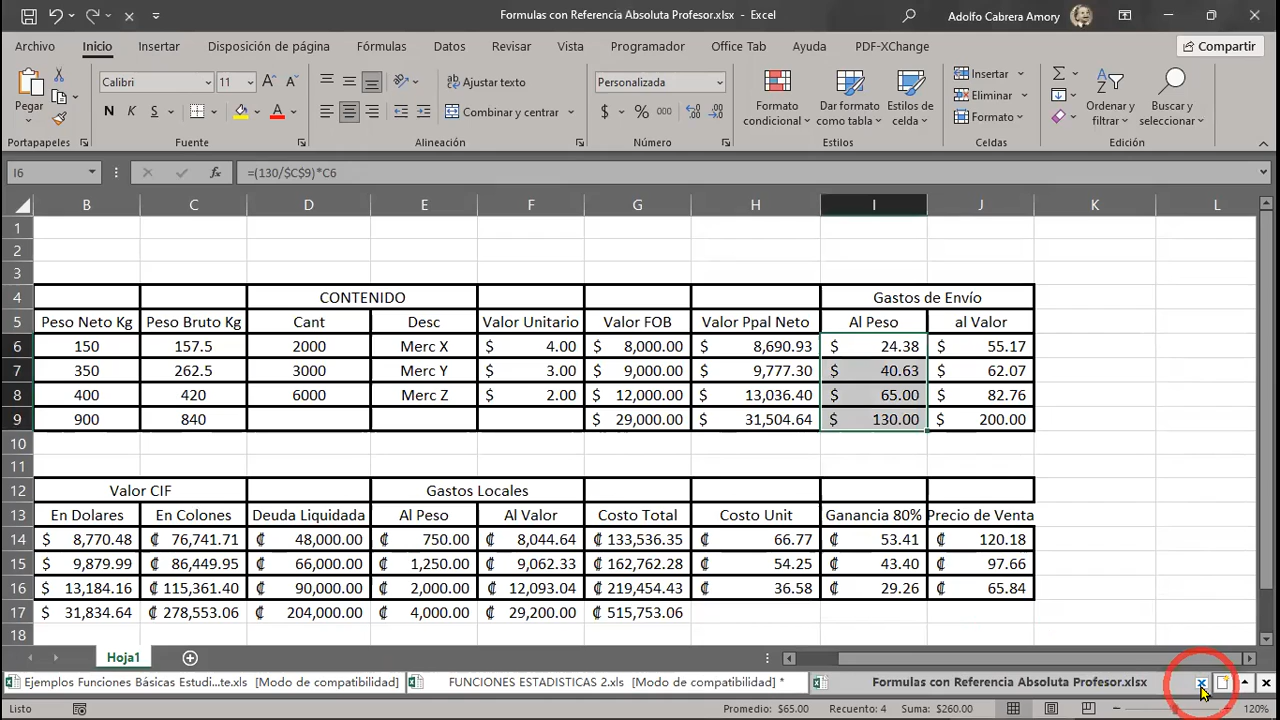 Formulas con Referencia Absoluta Profesor.xlsx - Excel
Adolfo Cabrera Amory
Archivo Inicio Insertar Disposición de página Fórmulas Datos Revisar Vista Programador Office Tab Ayuda PDF-XChange Compartir
Pegar Calibri 11 N K S Ajustar texto Combinar y centrar Personalizada $ % 000 Formato condicional Dar formato como tabla Estilos de celda Insertar Eliminar Formato Ordenar y filtrar Buscar y seleccionar
Portapapeles Fuente Alineación Número Estilos Celdas Edición
I6 fx =(130/$C$9)*C6
B C D E F G H I J K L
1
2
3
4 CONTENIDO Gastos de Envío
5 Peso Neto Kg Peso Bruto Kg Cant Desc Valor Unitario Valor FOB Valor Ppal Neto Al Peso al Valor
6 150 157.5 2000 Merc X $ 4.00 $ 8,000.00 $ 8,690.93 $ 24.38 $ 55.17
7 350 262.5 3000 Merc Y $ 3.00 $ 9,000.00 $ 9,777.30 $ 40.63 $ 62.07
8 400 420 6000 Merc Z $ 2.00 $ 12,000.00 $ 13,036.40 $ 65.00 $ 82.76
9 900 840 $ 29,000.00 $ 31,504.64 $ 130.00 $ 200.00
10
11
12 Valor CIF Gastos Locales
13 En Dolares En Colones Deuda Liquidada Al Peso Al Valor Costo Total Costo Unit Ganancia 80% Precio de Venta
14 $ 8,770.48 ₡ 76,741.71 ₡ 48,000.00 ₡ 750.00 ₡ 8,044.64 ₡ 133,536.35 ₡ 66.77 ₡ 53.41 ₡ 120.18
15 $ 9,879.99 ₡ 86,449.95 ₡ 66,000.00 ₡ 1,250.00 ₡ 9,062.33 ₡ 162,762.28 ₡ 54.25 ₡ 43.40 ₡ 97.66
16 $ 13,184.16 ₡ 115,361.40 ₡ 90,000.00 ₡ 2,000.00 ₡ 12,093.04 ₡ 219,454.43 ₡ 36.58 ₡ 29.26 ₡ 65.84
17 $ 31,834.64 ₡ 278,553.06 ₡ 204,000.00 ₡ 4,000.00 ₡ 29,200.00 ₡ 515,753.06
18
Hoja1
Ejemplos Funciones Básicas Estudi...te.xls [Modo de compatibilidad] FUNCIONES ESTADISTICAS 2.xls [Modo de compatibilidad] * Formulas con Referencia Absoluta Profesor.xlsx
Listo Promedio: $65.00 Recuento: 4 Suma: $260.00 120%